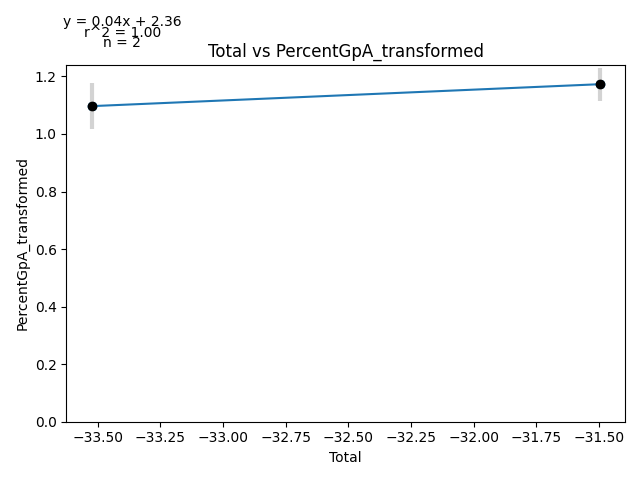 y = 0.04x + 2.36
r^2 = 1.00
n = 2
Total vs PercentGpA_transformed
1.2
1.0
0.8
0.6
0.4
0.2
0.0
PercentGpA_transformed
−33.50 −33.25 −33.00 −32.75 −32.50 −32.25 −32.00 −31.75 −31.50
Total